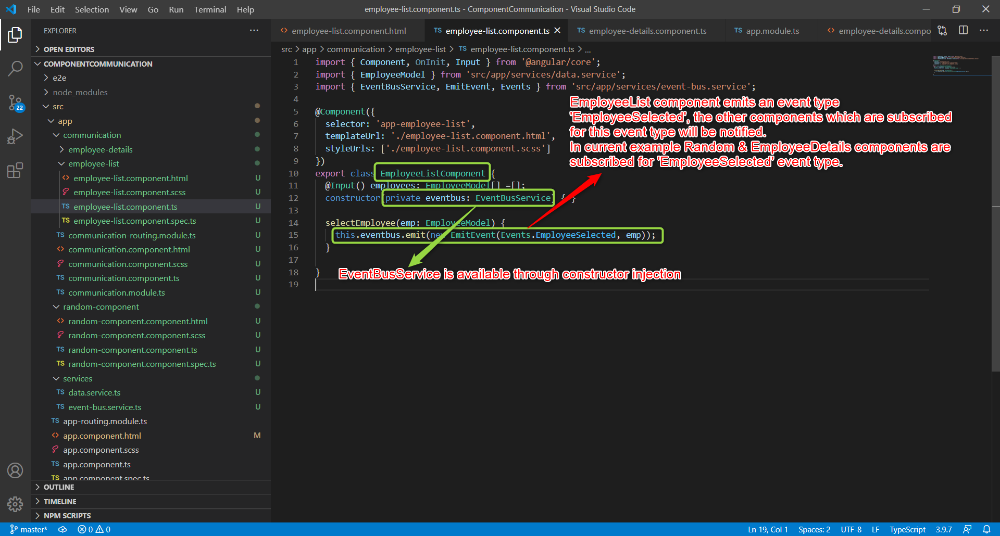 File Edit Selection View Go Run Terminal Help
employee-list.component.ts - ComponentCommunication - Visual Studio Code
EXPLORER
OPEN EDITORS
COMPONENTCOMMUNICATION
e2e
node_modules
src
app
communication
employee-details
employee-list
employee-list.component.html U
employee-list.component.scss U
employee-list.component.ts U
employee-list.component.spec.ts U
communication-routing.module.ts U
communication.component.html U
communication.component.scss U
communication.component.ts U
communication.module.ts U
random-component
random-component.component.html U
random-component.component.scss U
random-component.component.ts U
random-component.component.spec.ts U
services
data.service.ts U
event-bus.service.ts U
app-routing.module.ts
app.component.html M
app.component.scss
app.component.ts
app.component.spec.ts
OUTLINE
TIMELINE
NPM SCRIPTS
22
employee-list.component.html
TS employee-list.component.ts
TS employee-details.component.ts
TS app.module.ts
employee-details.compo
src > app > communication > employee-list > TS employee-list.component.ts > ...
1 import { Component, OnInit, Input } from '@angular/core';
2 import { EmployeeModel } from 'src/app/services/data.service';
3 import { EventBusService, EmitEvent, Events } from 'src/app/services/event-bus.service';
4
5 @Component({
6 selector: 'app-employee-list',
7 templateUrl: './employee-list.component.html',
8 styleUrls: ['./employee-list.component.scss']
9 })
10 export class EmployeeListComponent {
11 @Input() employees: EmployeeModel[] =[];
12 constructor(private eventbus: EventBusService) { }
13
14 selectEmployee(emp: EmployeeModel) {
15 this.eventbus.emit(new EmitEvent(Events.EmployeeSelected, emp));
16 }
17
18 }
19
EmployeeList component emits an event type
'EmployeeSelected', the other components which are subscribed
for this event type will be notified.
In current example Random & EmployeeDetails components are
subscribed for 'EmployeeSelected' event type.
EventBusService is available through constructor injection
master* 0 0
Ln 19, Col 1 Spaces: 2 UTF-8 LF TypeScript 3.9.7